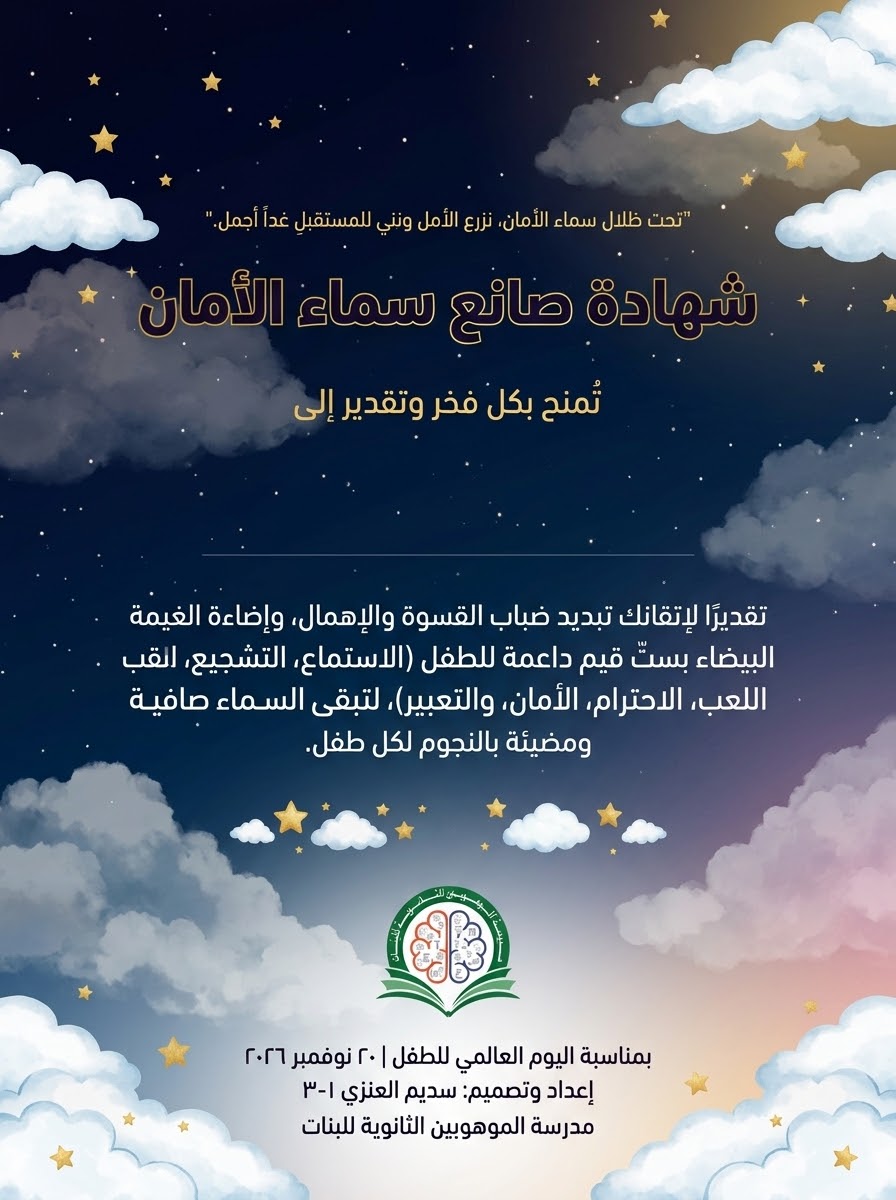 "تحت ظلال سماء الأمان، نزرع الأمل ونني للمستقبلِ غداً أجمل."
شهادة صانع سماء الأمان
تُمنح بكل فخر وتقدير إلى
تقديرًا لإتقانك تبديد ضباب القسوة والإهمال، وإضاءة الغيمة
البيضاء بستّ قيم داعمة للطفل (الاستماع، التشجيع، انقب
اللعب، الاحترام، الأمان، والتعبير)، لتبقى السماء صافية
ومضيئة بالنجوم لكل طفل.
بمناسبة اليوم العالمي للطفل | ٢٠ نوفمبر ٢٠٢٦
إعداد وتصميم: سديم العنزي ١-٣
مدرسة الموهوبين الثانوية للبنات